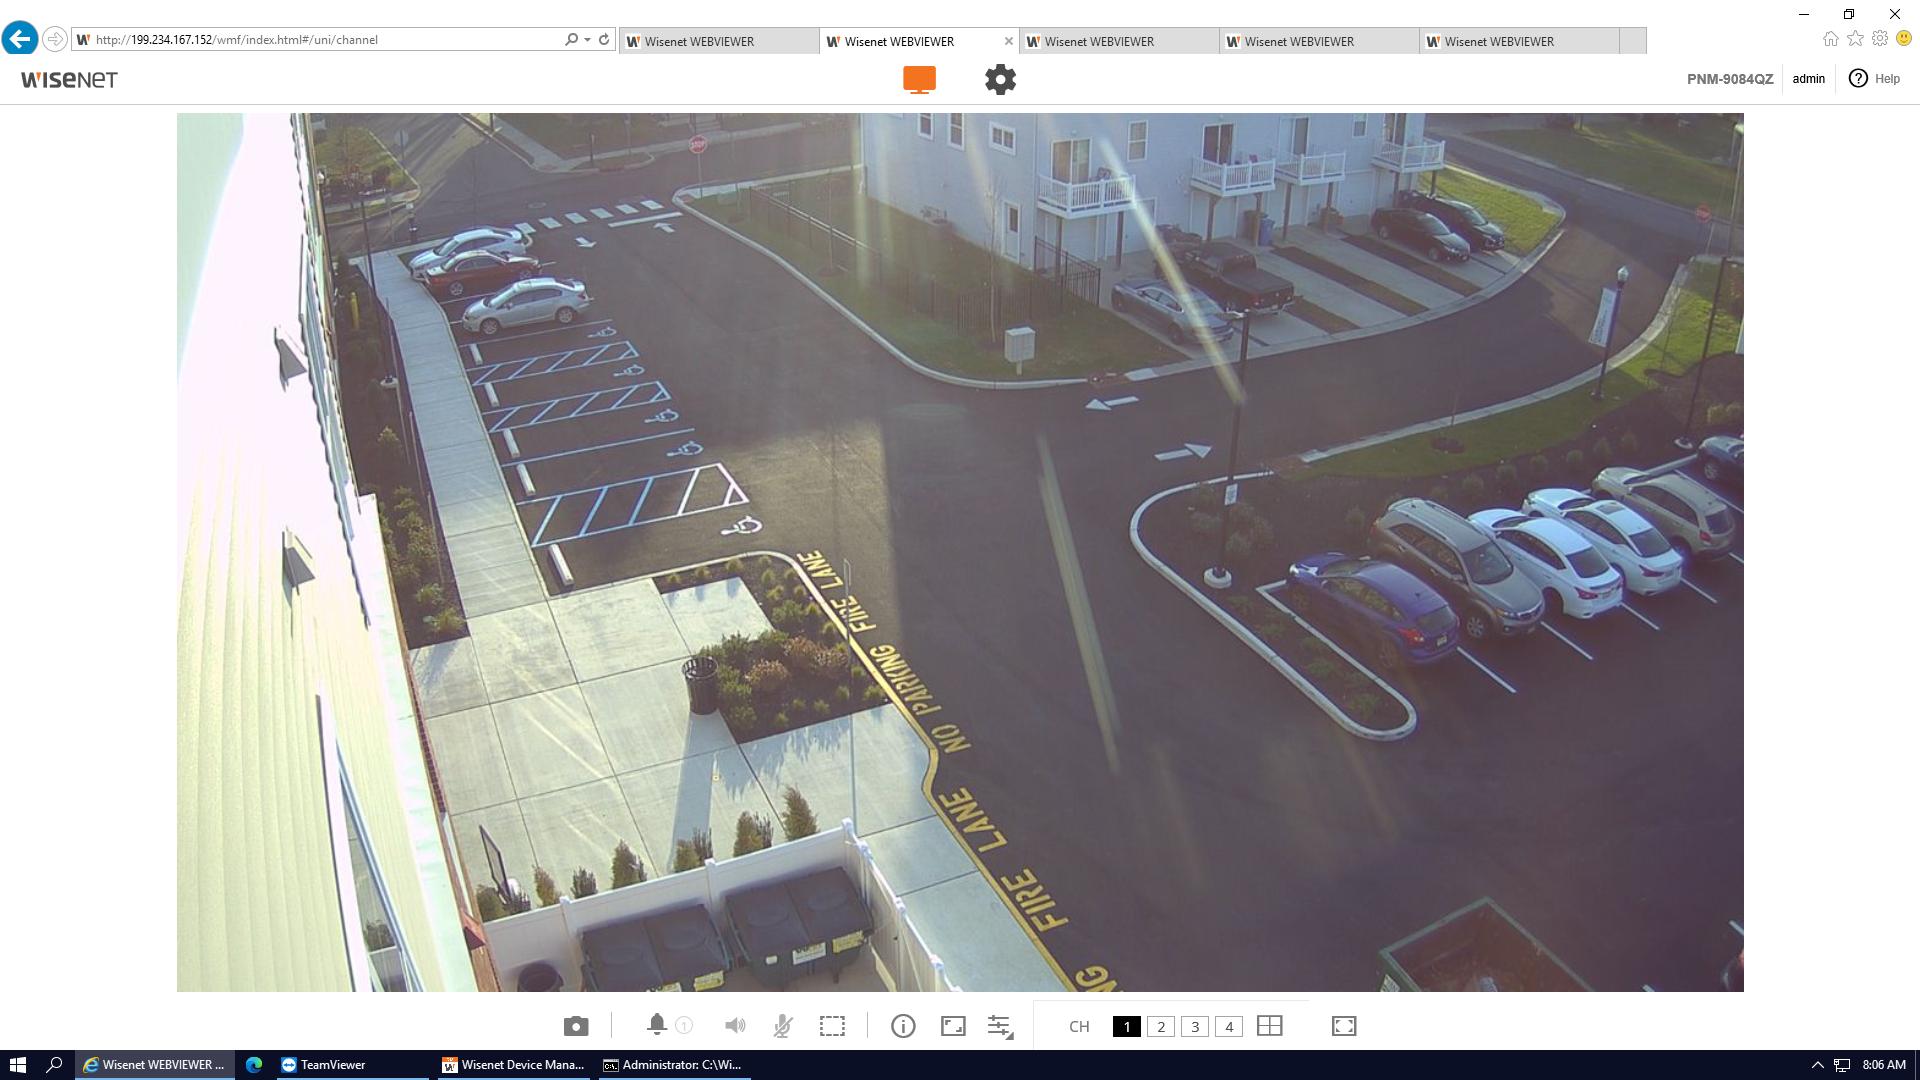 http://199.234.167.152/wmf/index.html#/uni/channel
Wisenet WEBVIEWER
Wisenet WEBVIEWER
Wisenet WEBVIEWER
Wisenet WEBVIEWER
Wisenet WEBVIEWER
WISENET
PNM-9084QZ
admin
? Help
STOP
FIRE LANE
NO PARKING
FIRE LANE
NG
CH 1 2 3 4
Wisenet WEBVIEWER ...
TeamViewer
Wisenet Device Mana...
Administrator: C:\Wi...
8:06 AM